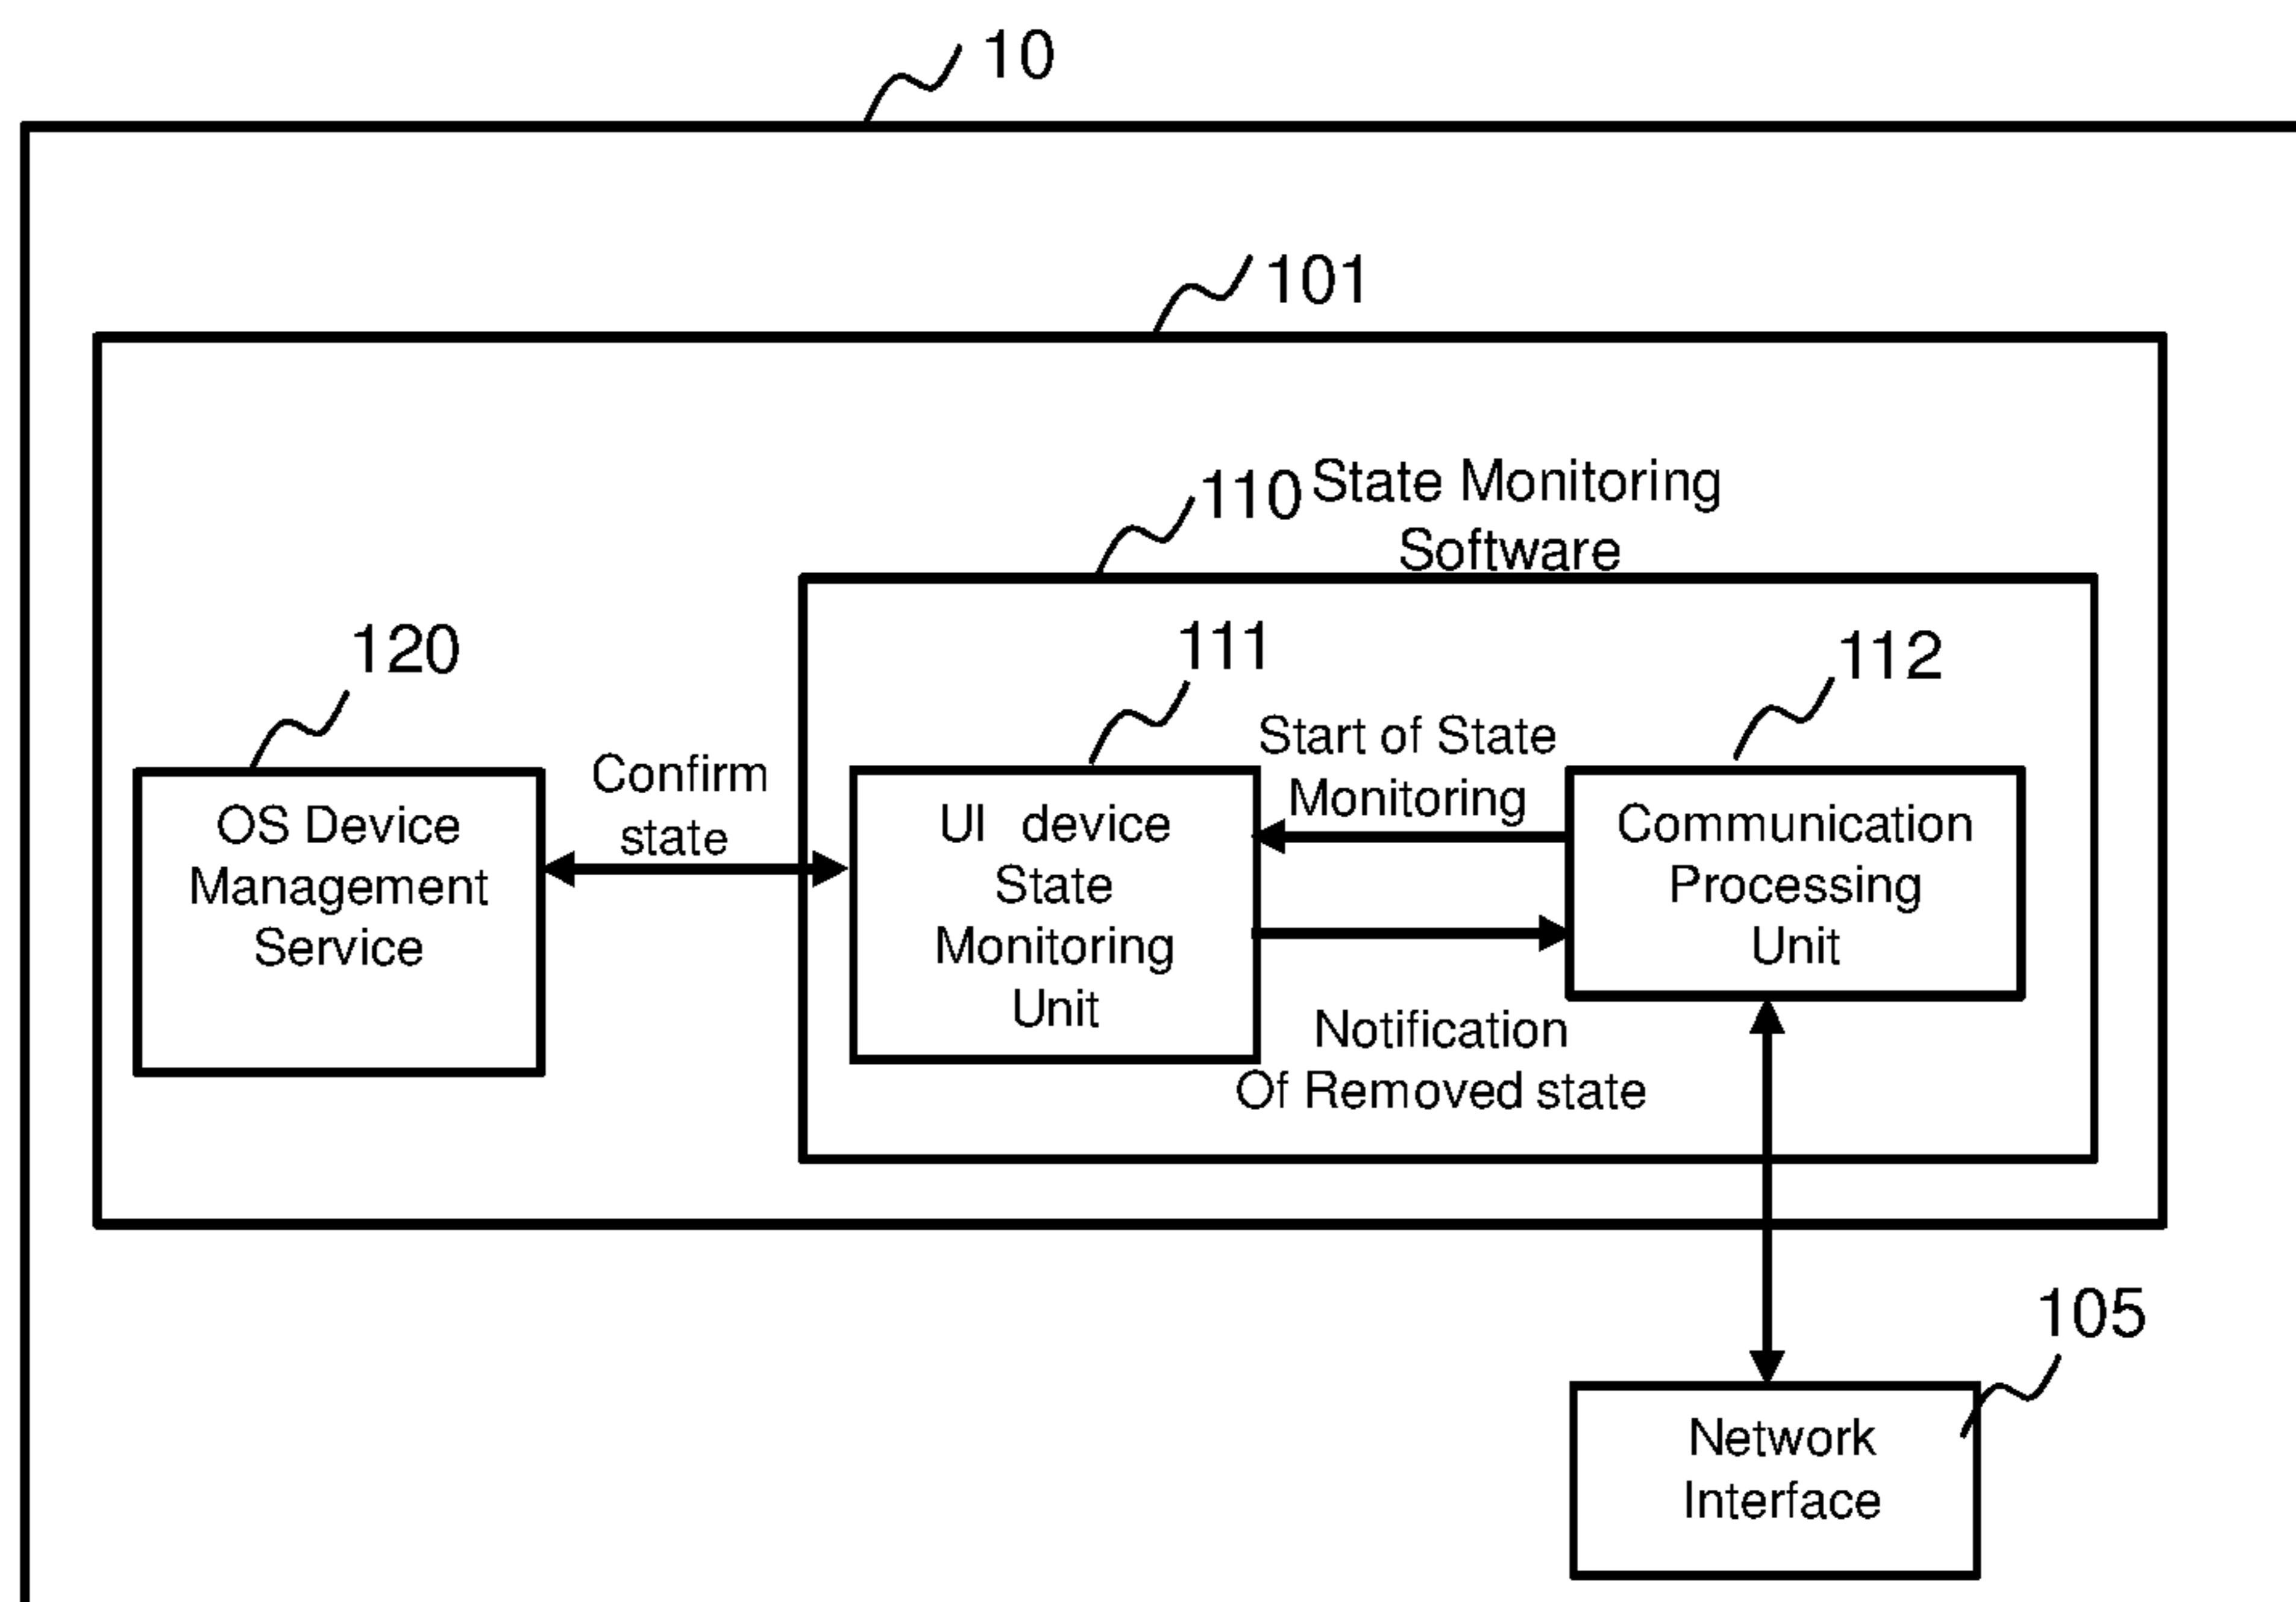 10
101
110
State Monitoring
Software
120
111
112
Confirm
state
Start of State
Monitoring
OS Device
Management
Service
UI device
State
Monitoring
Unit
Communication
Processing
Unit
Notification
Of Removed state
105
Network
Interface